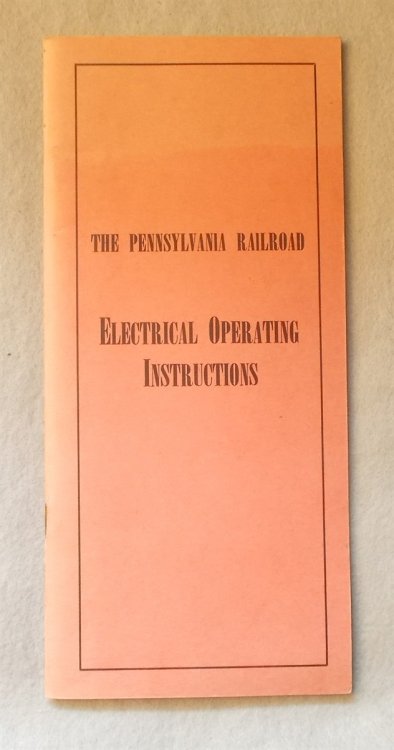 THE PENNSYLVANIA RAILROAD
ELECTRICAL OPERATING
INSTRUCTIONS